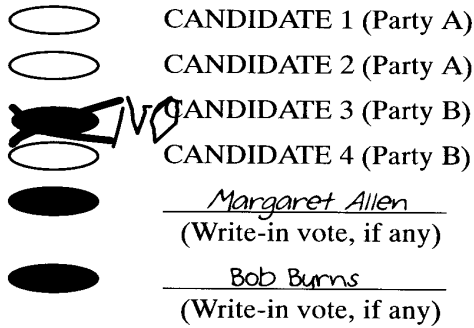 CANDIDATE 1 (Party A)
CANDIDATE 2 (Party A)
NO CANDIDATE 3 (Party B)
CANDIDATE 4 (Party B)
Margaret Allen
(Write-in vote, if any)
Bob Burns
(Write-in vote, if any)